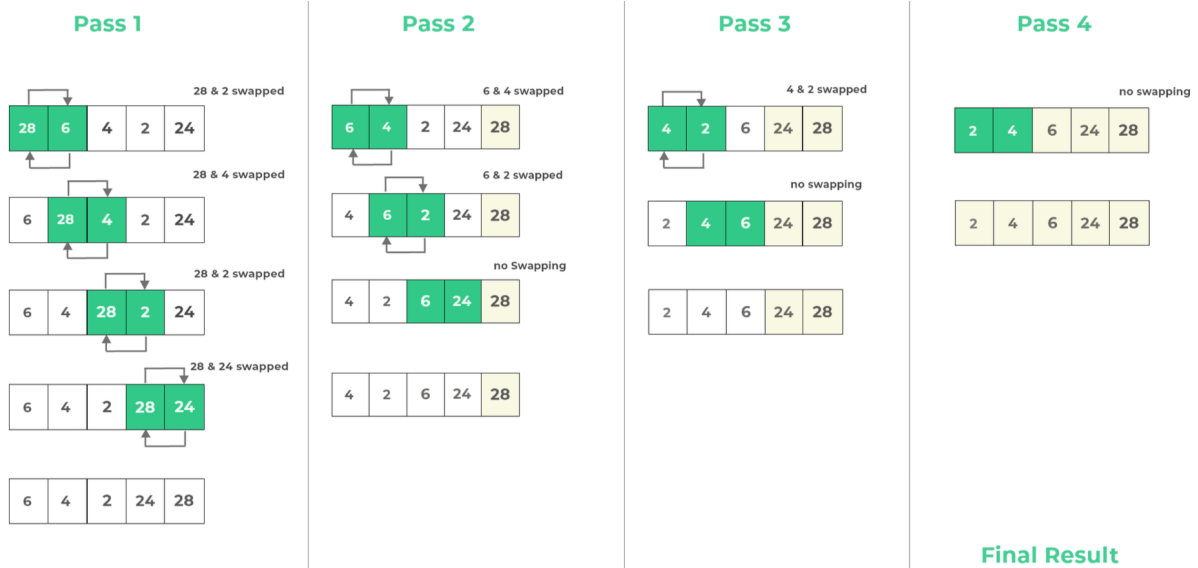 Pass 1
28 & 2 swapped
28 6 4 2 24
28 & 4 swapped
6 28 4 2 24
28 & 2 swapped
6 4 28 2 24
28 & 24 swapped
6 4 2 28 24
6 4 2 24 28
Pass 2
6 & 4 swapped
6 4 2 24 28
6 & 2 swapped
4 6 2 24 28
no Swapping
4 2 6 24 28
4 2 6 24 28
Pass 3
4 & 2 swapped
4 2 6 24 28
no swapping
2 4 6 24 28
2 4 6 24 28
Pass 4
no swapping
2 4 6 24 28
2 4 6 24 28
Final Result